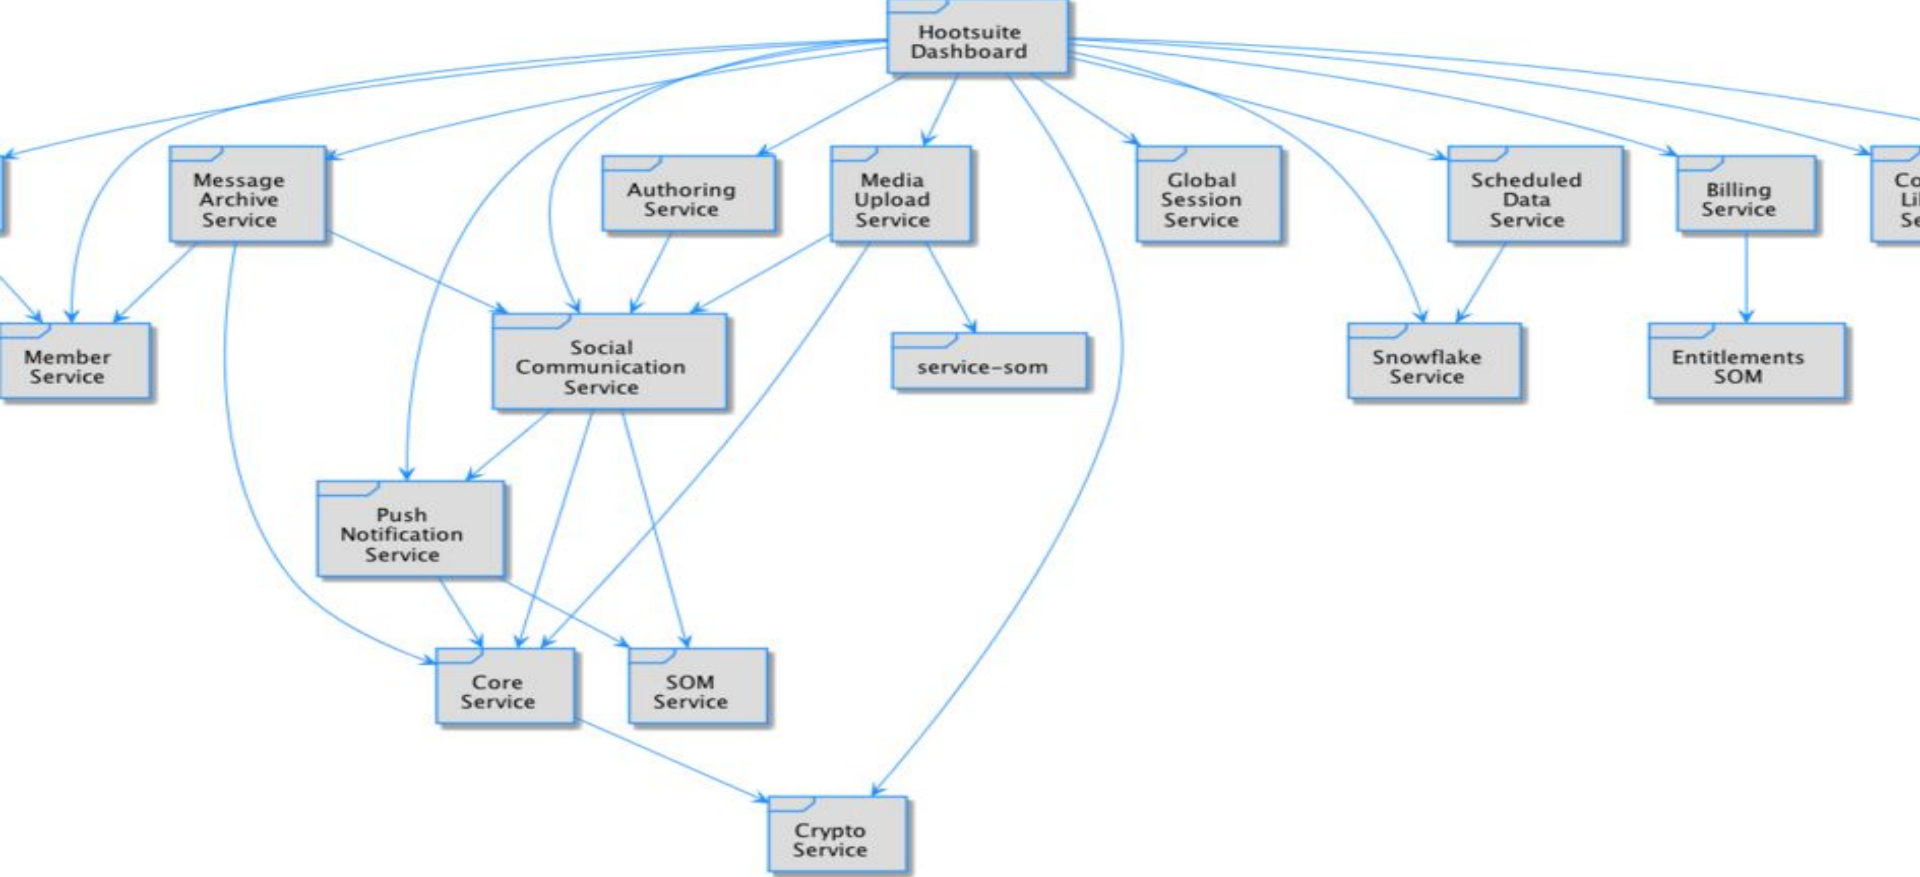 Hootsuite
Dashboard
Message
Archive
Service
Authoring
Service
Media
Upload
Service
Global
Session
Service
Scheduled
Data
Service
Billing
Service
Member
Service
Social
Communication
Service
service-som
Snowflake
Service
Entitlements
SOM
Push
Notification
Service
Core
Service
SOM
Service
Crypto
Service